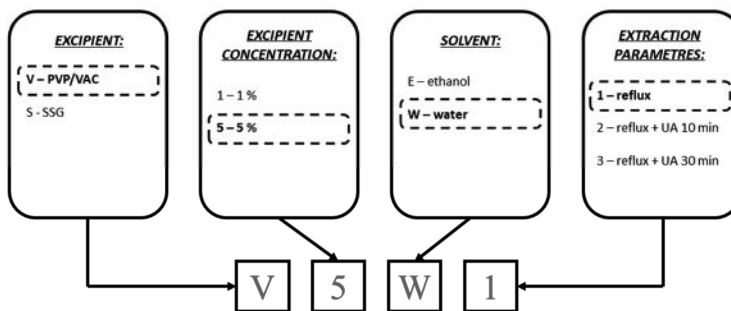 EXCIPIENT:
V – PVP/VAC
S - SSG
EXCIPIENT
CONCENTRATION:
1 – 1 %
5 – 5 %
SOLVENT:
E – ethanol
W – water
EXTRACTION
PARAMETRES:
1 – reflux
2 – reflux + UA 10 min
3 – reflux + UA 30 min
V 5 W 1